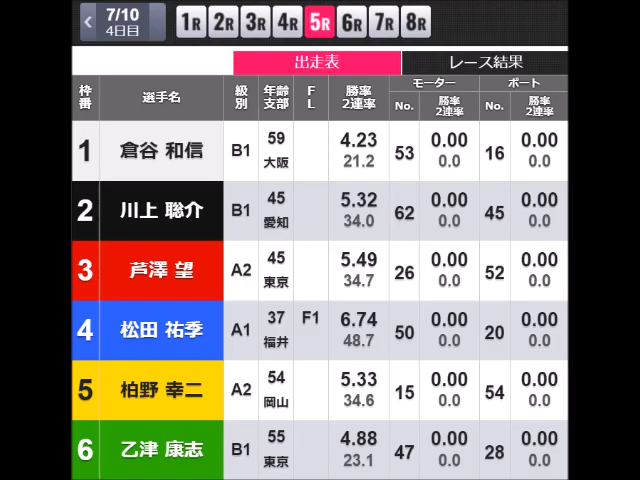 7/10
4日目
1R 2R 3R 4R 5R 6R 7R 8R
出走表 レース結果
枠番 選手名 級別 年齢支部 F L 勝率2連率 モーター No. 勝率2連率 ボート No. 勝率2連率
1 倉谷 和信 B1 59 大阪 4.23 21.2 53 0.00 0.0 16 0.00 0.0
2 川上 聡介 B1 45 愛知 5.32 34.0 62 0.00 0.0 45 0.00 0.0
3 芦澤 望 A2 45 東京 5.49 34.7 26 0.00 0.0 52 0.00 0.0
4 松田 祐季 A1 37 福井 F1 6.74 48.7 50 0.00 0.0 20 0.00 0.0
5 柏野 幸二 A2 54 岡山 5.33 34.6 15 0.00 0.0 54 0.00 0.0
6 乙津 康志 B1 55 東京 4.88 23.1 47 0.00 0.0 28 0.00 0.0